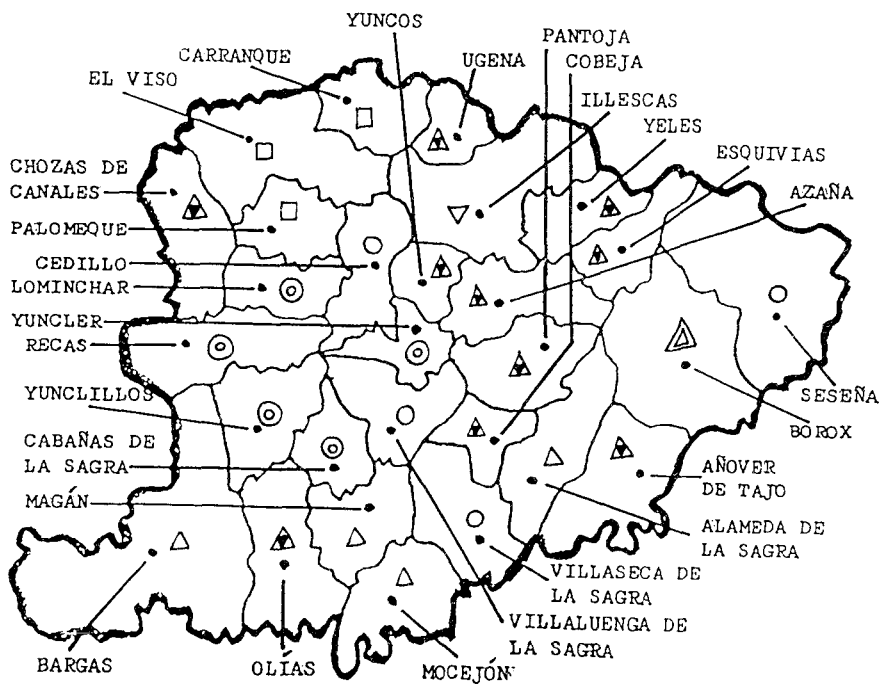 YUNCOS
CARRANQUE
EL VISO
UGENA
PANTOJA
COBEJA
ILLESCAS
YELES
ESQUIVIAS
AZAÑA
CHOZAS DE
CANALES
PALOMEQUE
CEDILLO
LOMINCHAR
YUNCLER
RECAS
YUNCLILLOS
CABAÑAS DE
LA SAGRA
MAGÁN
SESEÑA
BOROX
AÑOVER
DE TAJO
ALAMEDA DE
LA SAGRA
VILLASECA DE
LA SAGRA
VILLALUENGA DE
LA SAGRA
BARGAS
OLÍAS
MOCEJÓN